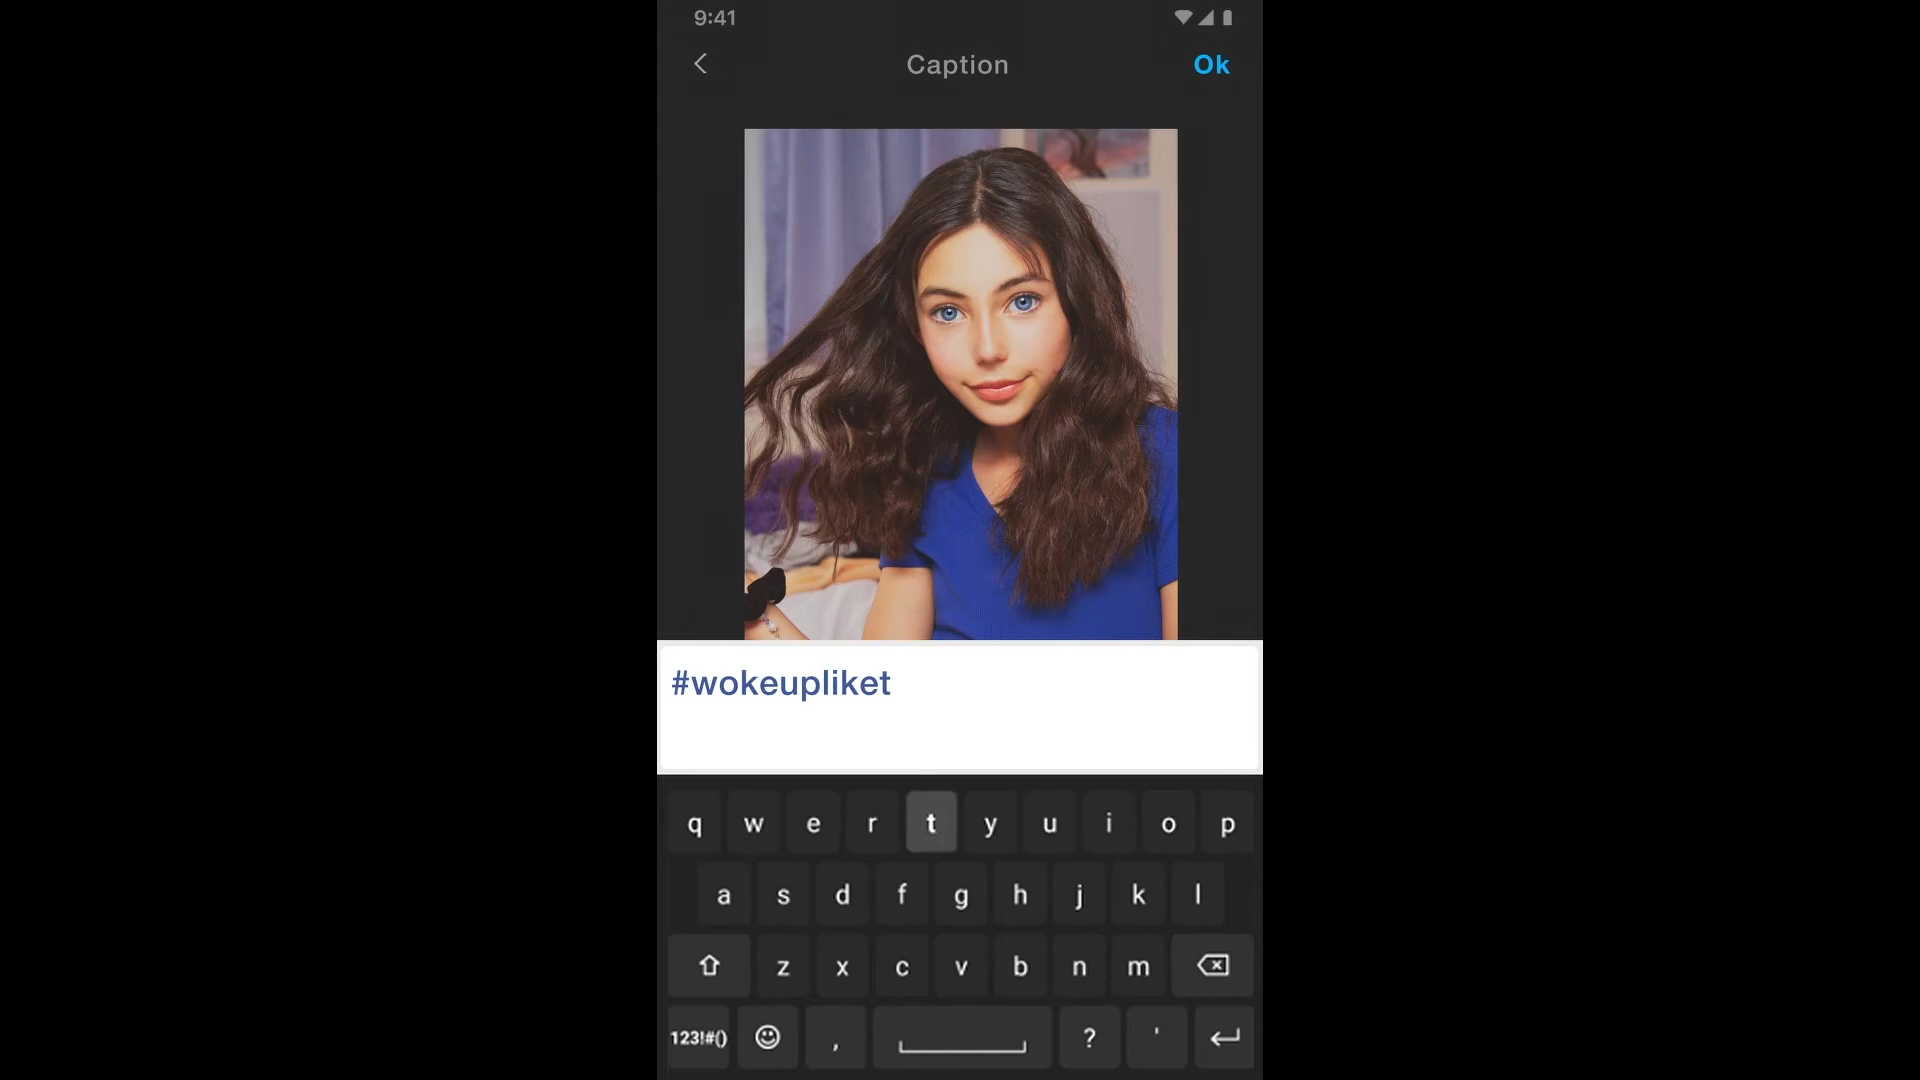 9:41
Caption
Ok
#wokeupliket
q w e r t y u i o p
a s d f g h j k l
z x c v b n m
123!#() , ? '